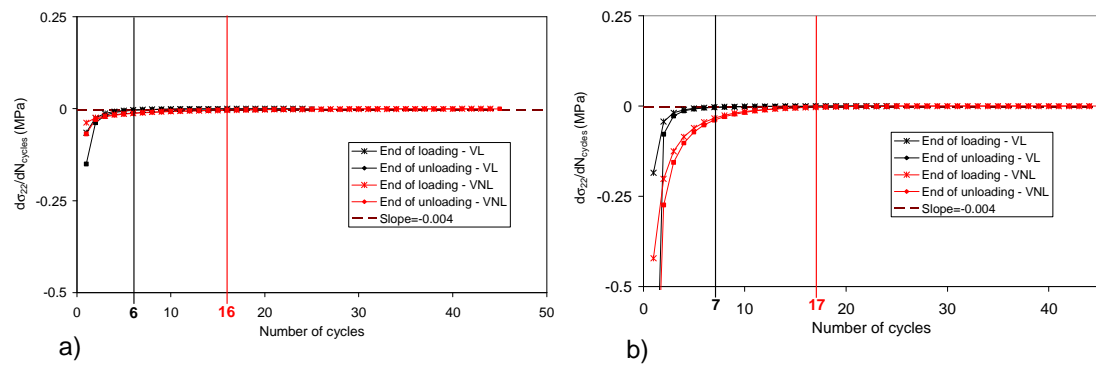 0.25
0
-0.25
-0.5
dσ22/dNcycles (MPa)
0 6 10 16 20 30 40 50
Number of cycles
End of loading - VL
End of unloading - VL
End of loading - VNL
End of unloading - VNL
Slope=-0.004
a)
0.25
0
-0.25
-0.5
dσ22/dNcycles (MPa)
0 7 10 17 20 30 40
Number of cycles
End of loading - VL
End of unloading - VL
End of loading - VNL
End of unloading - VNL
Slope=-0.004
b)